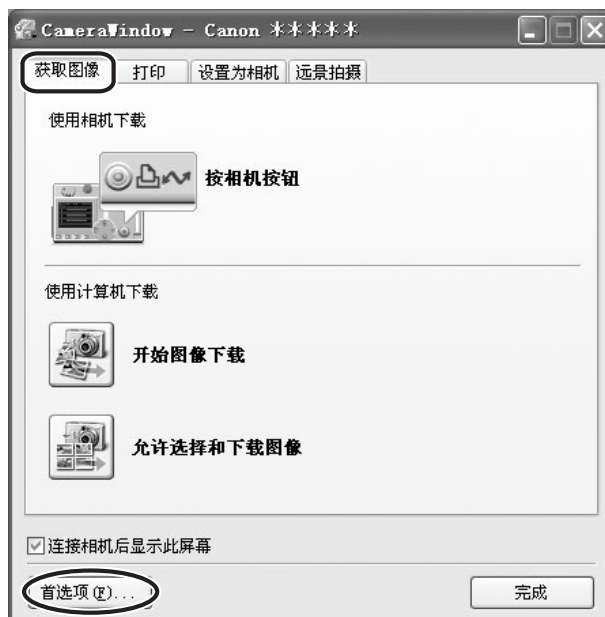 CameraWindow - Canon *****
获取图像 打印 设置为相机 远景拍摄
使用相机下载
按相机按钮
使用计算机下载
开始图像下载
允许选择和下载图像
连接相机后显示此屏幕
首选项(F)... 完成